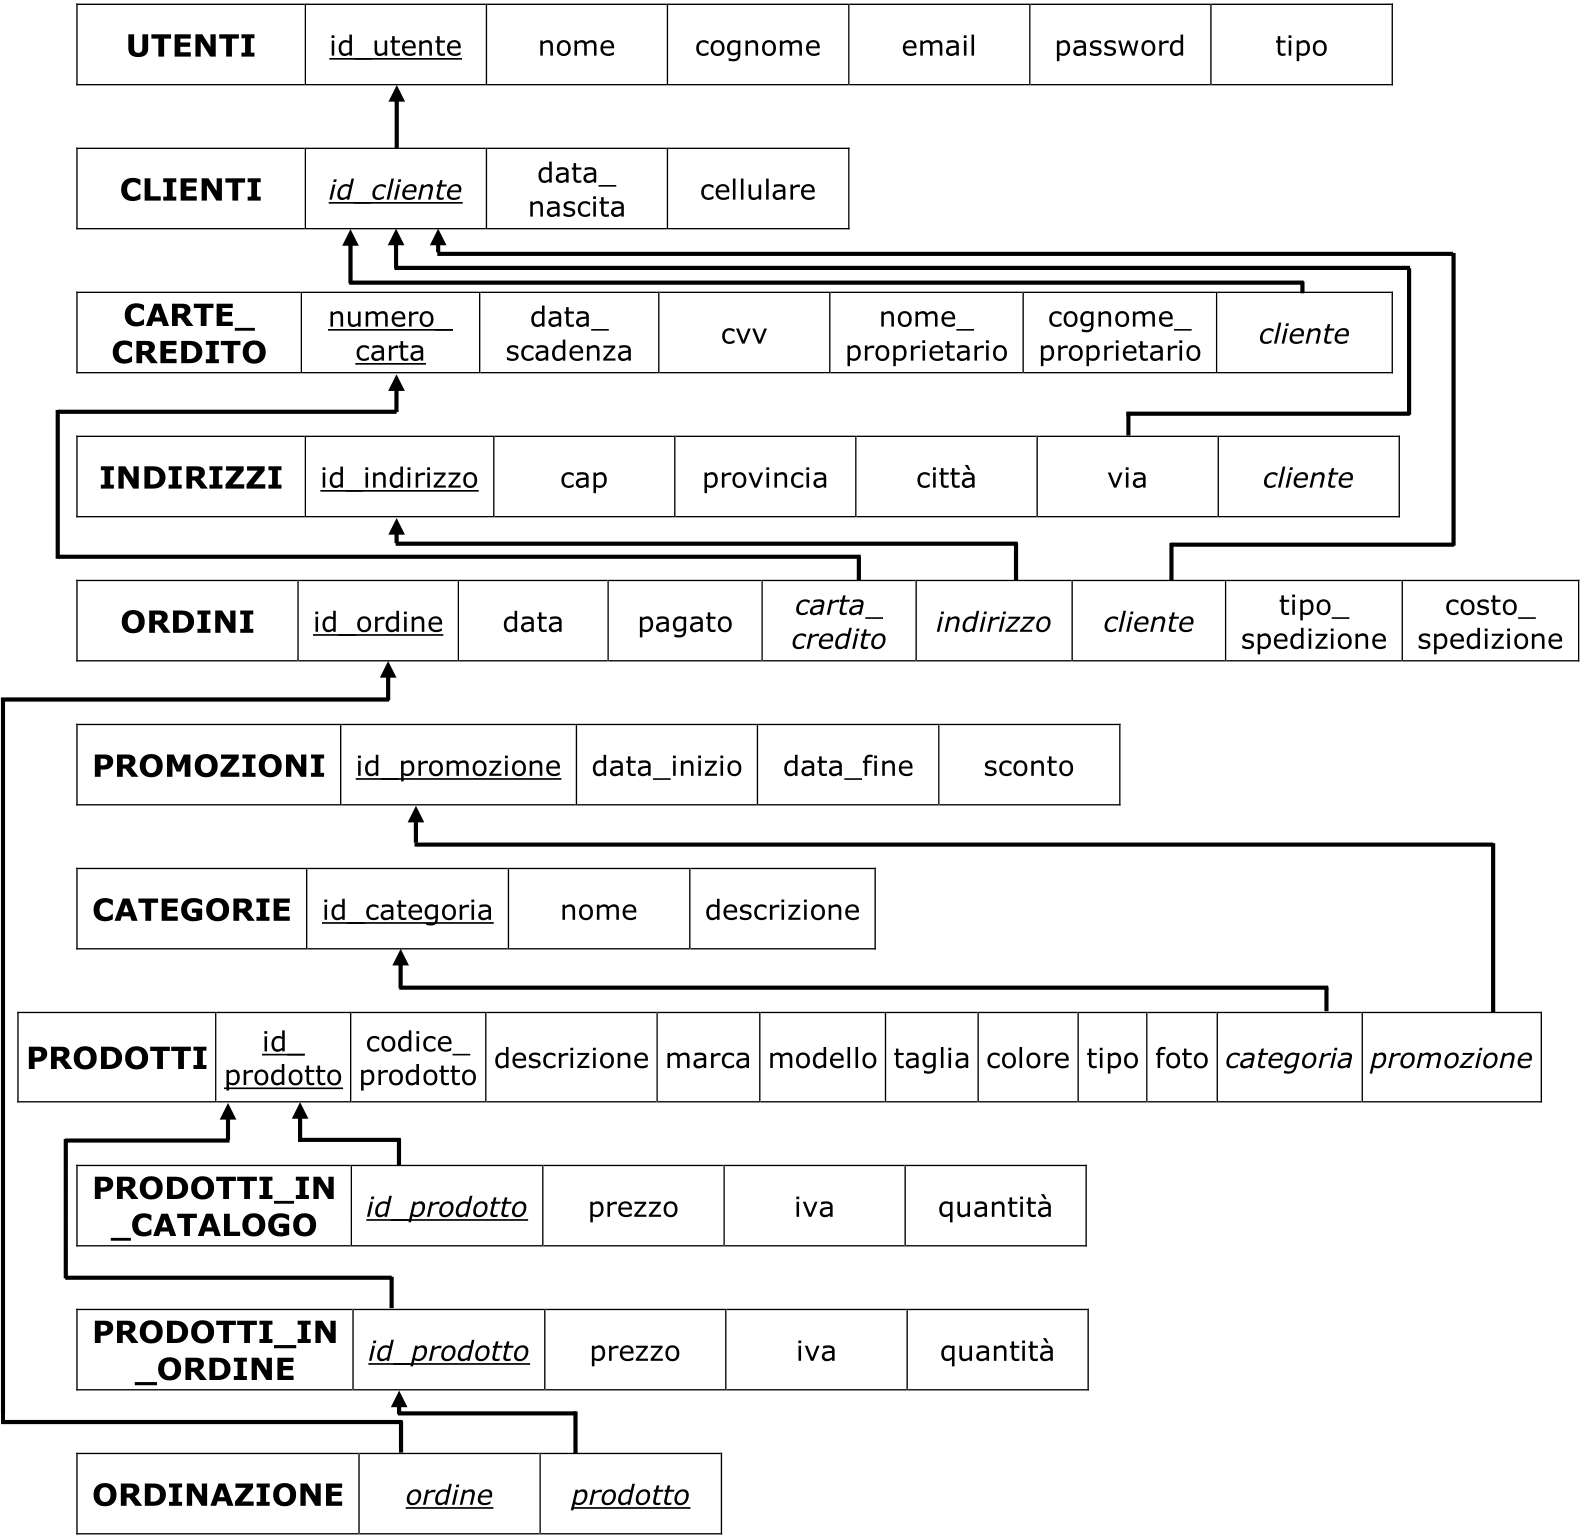 UTENTI id_utente nome cognome email password tipo
CLIENTI id_cliente data_ nascita cellulare
CARTE_ CREDITO numero_ carta data_ scadenza cvv nome_ proprietario cognome_ proprietario cliente
INDIRIZZI id_indirizzo cap provincia città via cliente
ORDINI id_ordine data pagato carta_ credito indirizzo cliente tipo_ spedizione costo_ spedizione
PROMOZIONI id_promozione data_inizio data_fine sconto
CATEGORIE id_categoria nome descrizione
PRODOTTI id_ prodotto codice_ prodotto descrizione marca modello taglia colore tipo foto categoria promozione
PRODOTTI_IN _CATALOGO id_prodotto prezzo iva quantità
PRODOTTI_IN _ORDINE id_prodotto prezzo iva quantità
ORDINAZIONE ordine prodotto